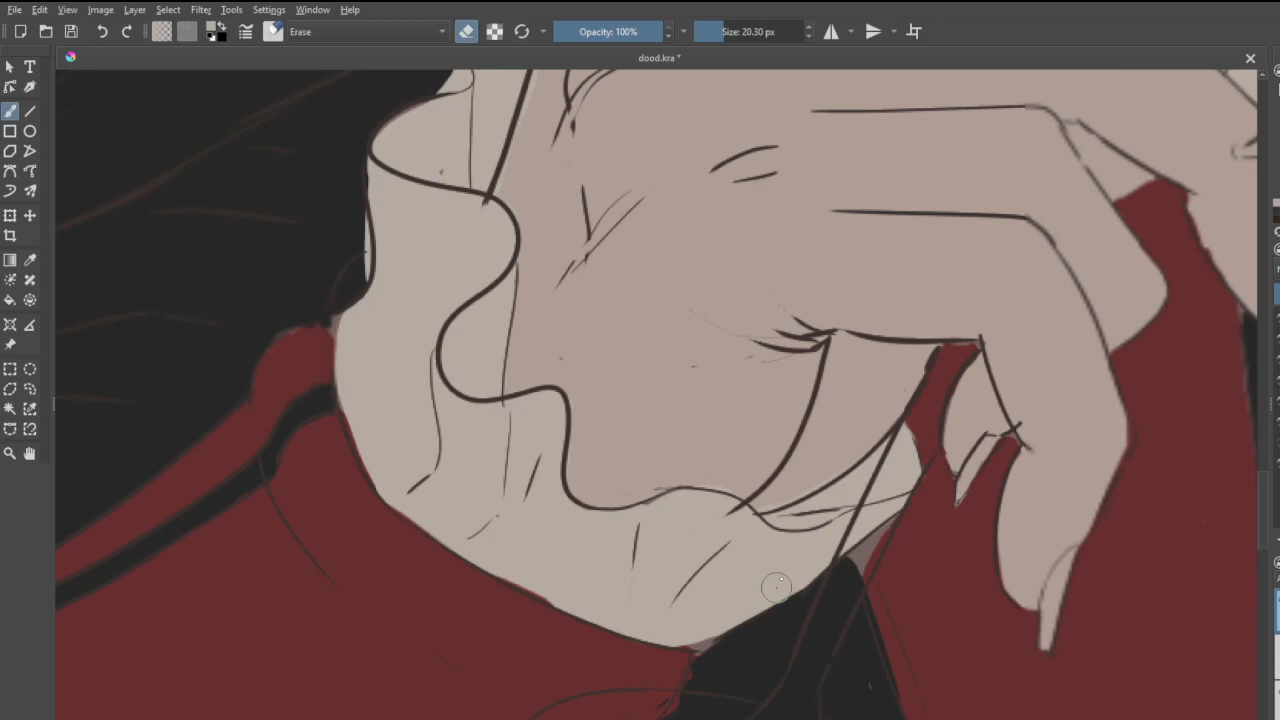 File Edit View Image Layer Select Filter Tools Settings Window Help
Erase Opacity: 100% Size: 20.30 px
dood.kra *